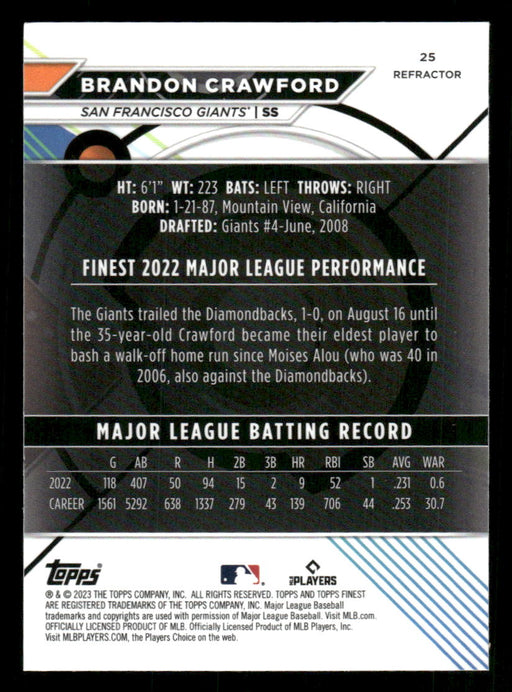 25
REFRACTOR
BRANDON CRAWFORD
SAN FRANCISCO GIANTS® | SS
HT: 6'1" WT: 223 BATS: LEFT THROWS: RIGHT
BORN: 1-21-87, Mountain View, California
DRAFTED: Giants #4-June, 2008
FINEST 2022 MAJOR LEAGUE PERFORMANCE
The Giants trailed the Diamondbacks, 1-0, on August 16 until
the 35-year-old Crawford became their eldest player to
bash a walk-off home run since Moises Alou (who was 40 in
2006, also against the Diamondbacks).
MAJOR LEAGUE BATTING RECORD
G AB R H 2B 3B HR RBI SB AVG WAR
2022 118 407 50 94 15 2 9 52 1 .231 0.6
CAREER 1561 5292 638 1337 279 43 139 706 44 .253 30.7
topps
MLB PLAYERS
® & © 2023 THE TOPPS COMPANY, INC. ALL RIGHTS RESERVED. TOPPS AND TOPPS FINEST
ARE REGISTERED TRADEMARKS OF THE TOPPS COMPANY, INC. Major League Baseball
trademarks and copyrights are used with permission of Major League Baseball. Visit MLB.com.
OFFICIALLY LICENSED PRODUCT OF MLB. Officially Licensed Product of MLB Players, Inc.
Visit MLBPLAYERS.COM, the Players Choice on the web.